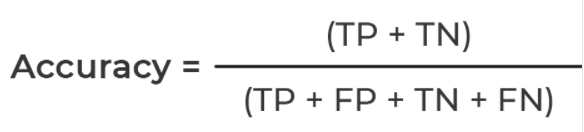 (TP + TN)
Accuracy =
(TP + FP + TN + FN)